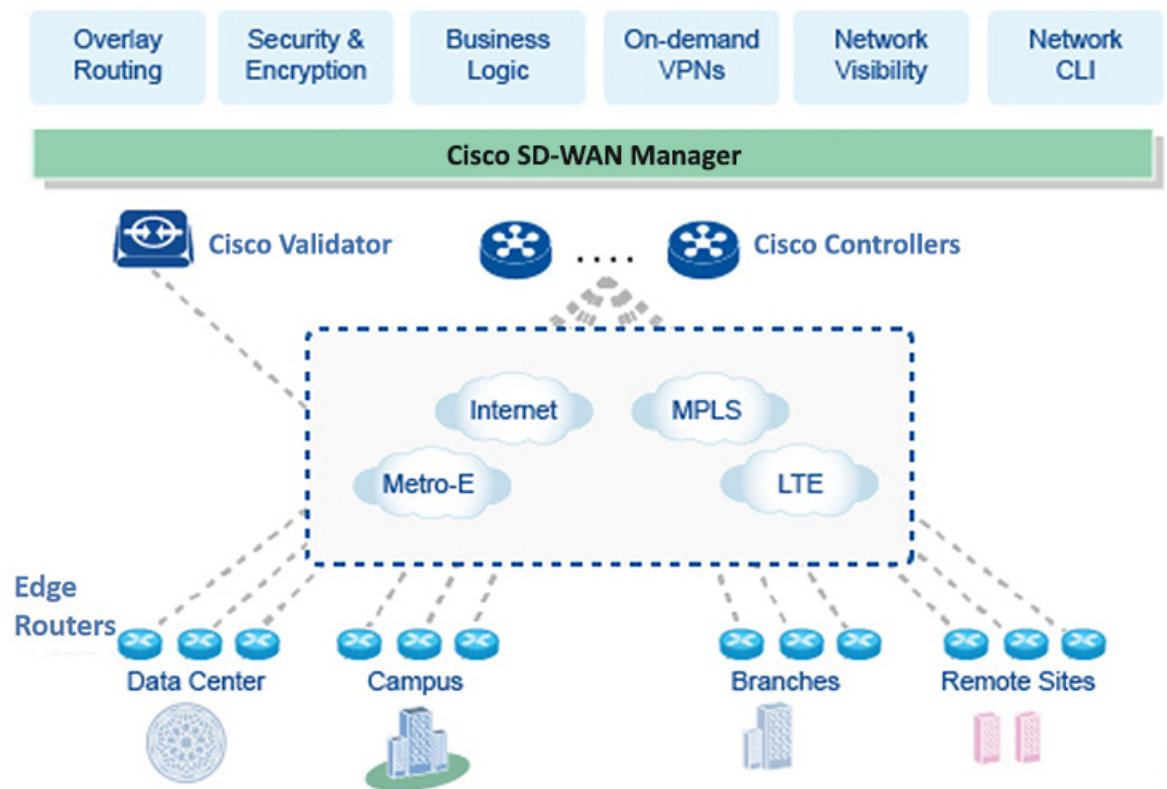 Overlay
Routing
Security &
Encryption
Business
Logic
On-demand
VPNs
Network
Visibility
Network
CLI
Cisco SD-WAN Manager
Cisco Validator
Cisco Controllers
Internet
MPLS
Metro-E
LTE
Edge
Routers
Data Center
Campus
Branches
Remote Sites